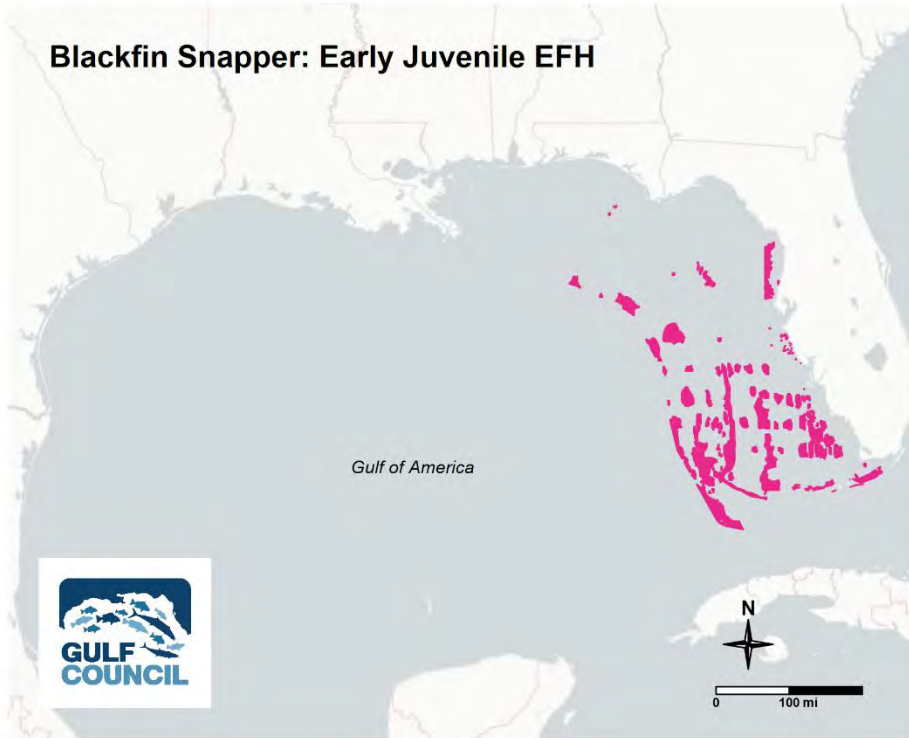 Blackfin Snapper: Early Juvenile EFH
Gulf of America
GULF
COUNCIL
N
0 100 mi